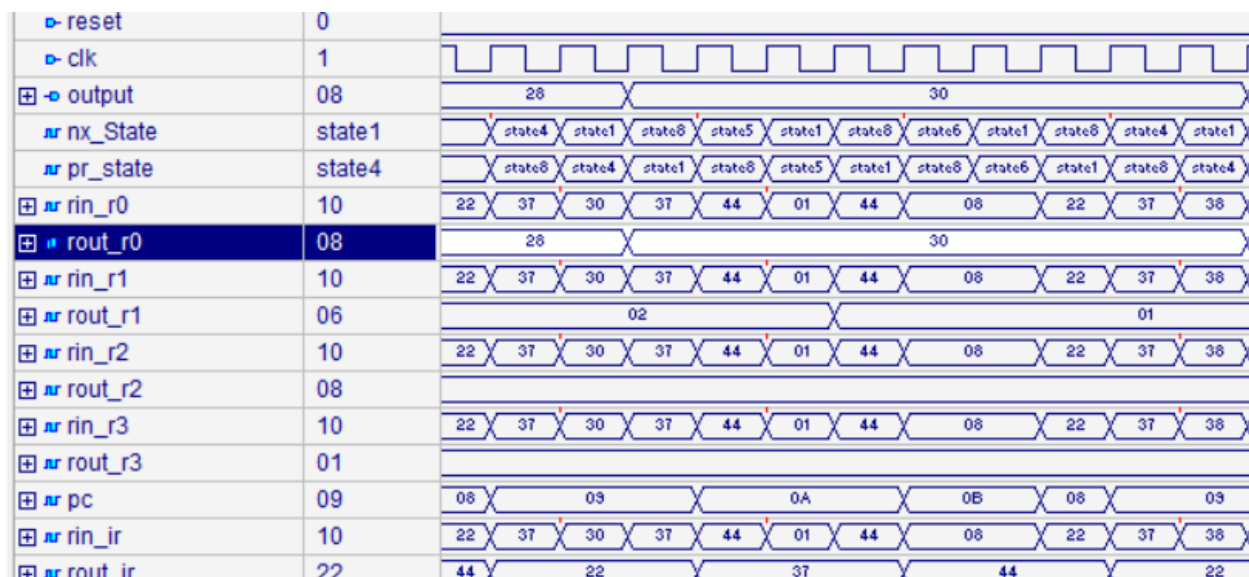 reset 0
clk 1
output 08 28 30
nx_State state1 state4 state1 state8 state5 state1 state8 state6 state1 state8 state4 state1
pr_state state4 state8 state4 state1 state8 state5 state1 state8 state6 state1 state8 state4
rin_r0 10 22 37 30 37 44 01 44 08 22 37 38
rout_r0 08 28 30
rin_r1 10 22 37 30 37 44 01 44 08 22 37 38
rout_r1 06 02 01
rin_r2 10 22 37 30 37 44 01 44 08 22 37 38
rout_r2 08
rin_r3 10 22 37 30 37 44 01 44 08 22 37 38
rout_r3 01
pc 09 08 09 0A 0B 08 09
rin_ir 10 22 37 30 37 44 01 44 08 22 37 38
rout_ir 22 44 22 37 44 22